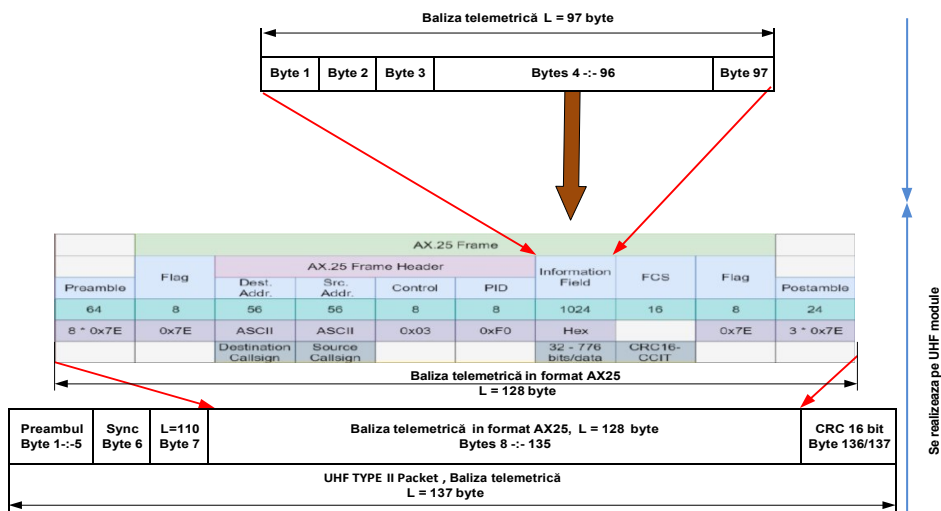 Baliza telemetrică L = 97 byte
Byte 1 Byte 2 Byte 3 Bytes 4 -:- 96 Byte 97
AX.25 Frame
Preamble Flag AX.25 Frame Header Information Field FCS Flag Postamble
Dest. Addr. Src. Addr. Control PID
64 8 56 56 8 8 1024 16 8 24
8 * 0x7E 0x7E ASCII ASCII 0x03 0xF0 Hex 0x7E 3 * 0x7E
Destination Callsign Source Callsign 32 - 776 bits/data CRC16-CCIT
Baliza telemetrică in format AX25
L = 128 byte
Preambul Sync L=110 Baliza telemetrică in format AX25, L = 128 byte CRC 16 bit
Byte 1-:-5 Byte 6 Byte 7 Bytes 8 -:- 135 Byte 136/137
UHF TYPE II Packet , Baliza telemetrică
L = 137 byte
Se realizeaza pe UHF module